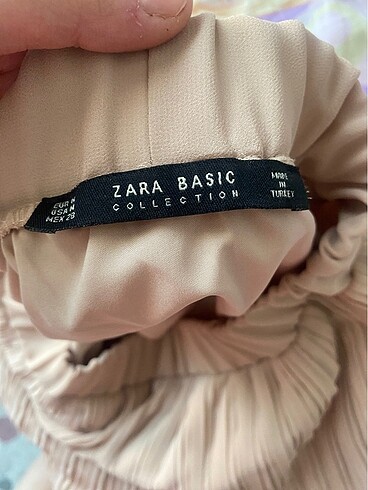 EUR M
USA M
MEX 28
ZARA BASIC
COLLECTION
MADE
IN
TURKEY